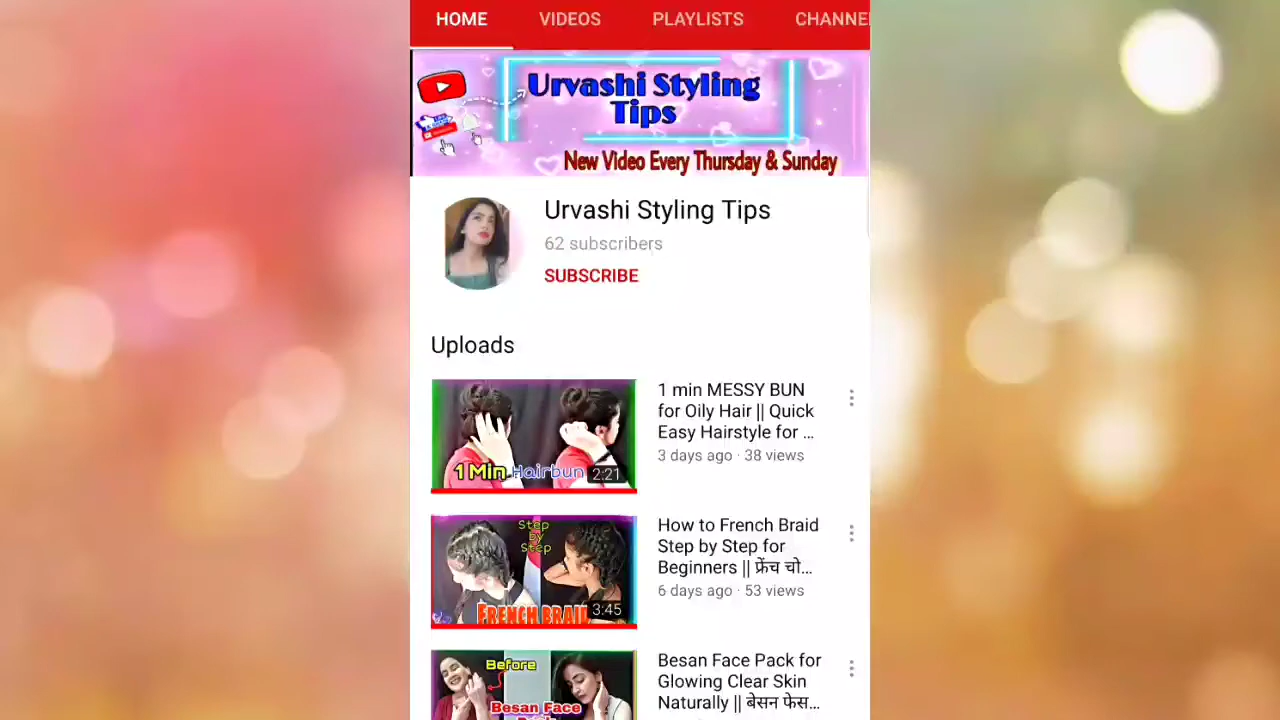 HOME VIDEOS PLAYLISTS CHANNE
Urvashi Styling
Tips
New Video Every Thursday & Sunday
Urvashi Styling Tips
62 subscribers
SUBSCRIBE
Uploads
1 min MESSY BUN
for Oily Hair || Quick
Easy Hairstyle for ...
3 days ago · 38 views
1 Min Hairbun 2:21
How to French Braid
Step by Step for
Beginners || फ्रेंच चो...
6 days ago · 53 views
Step
By
Step
FRENCH BRAID 3:45
Besan Face Pack for
Glowing Clear Skin
Naturally || बेसन फेस...
Before
Besan Face